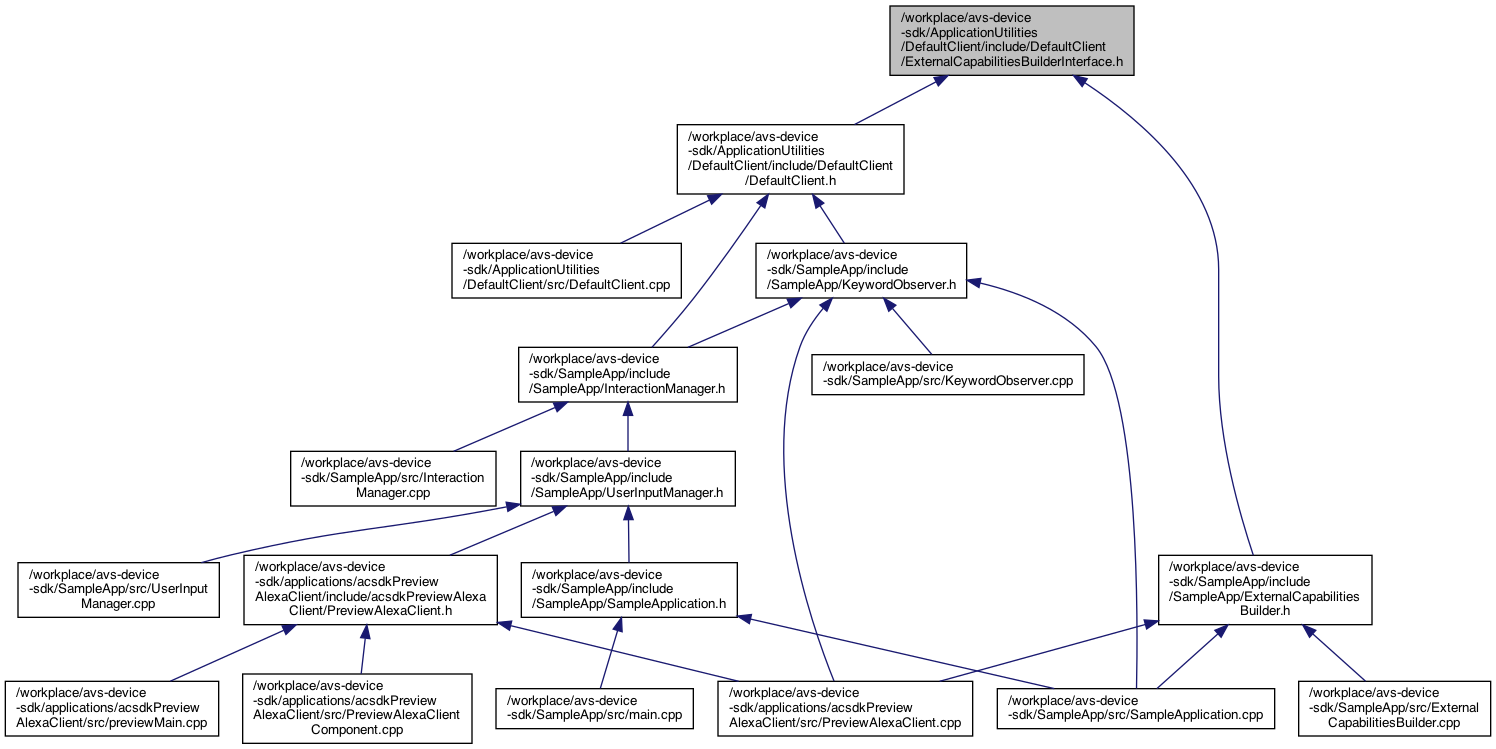 /workplace/avs-device
-sdk/ApplicationUtilities
/DefaultClient/include/DefaultClient
/ExternalCapabilitiesBuilderInterface.h
/workplace/avs-device
-sdk/ApplicationUtilities
/DefaultClient/include/DefaultClient
/DefaultClient.h
/workplace/avs-device
-sdk/ApplicationUtilities
/DefaultClient/src/DefaultClient.cpp
/workplace/avs-device
-sdk/SampleApp/include
/SampleApp/KeywordObserver.h
/workplace/avs-device
-sdk/SampleApp/include
/SampleApp/InteractionManager.h
/workplace/avs-device
-sdk/SampleApp/src/KeywordObserver.cpp
/workplace/avs-device
-sdk/SampleApp/src/Interaction
Manager.cpp
/workplace/avs-device
-sdk/SampleApp/include
/SampleApp/UserInputManager.h
/workplace/avs-device
-sdk/SampleApp/src/UserInput
Manager.cpp
/workplace/avs-device
-sdk/applications/acsdkPreview
AlexaClient/include/acsdkPreviewAlexa
Client/PreviewAlexaClient.h
/workplace/avs-device
-sdk/SampleApp/include
/SampleApp/SampleApplication.h
/workplace/avs-device
-sdk/SampleApp/include
/SampleApp/ExternalCapabilities
Builder.h
/workplace/avs-device
-sdk/applications/acsdkPreview
AlexaClient/src/previewMain.cpp
/workplace/avs-device
-sdk/applications/acsdkPreview
AlexaClient/src/PreviewAlexaClient
Component.cpp
/workplace/avs-device
-sdk/SampleApp/src/main.cpp
/workplace/avs-device
-sdk/applications/acsdkPreview
AlexaClient/src/PreviewAlexaClient.cpp
/workplace/avs-device
-sdk/SampleApp/src/SampleApplication.cpp
/workplace/avs-device
-sdk/SampleApp/src/External
CapabilitiesBuilder.cpp